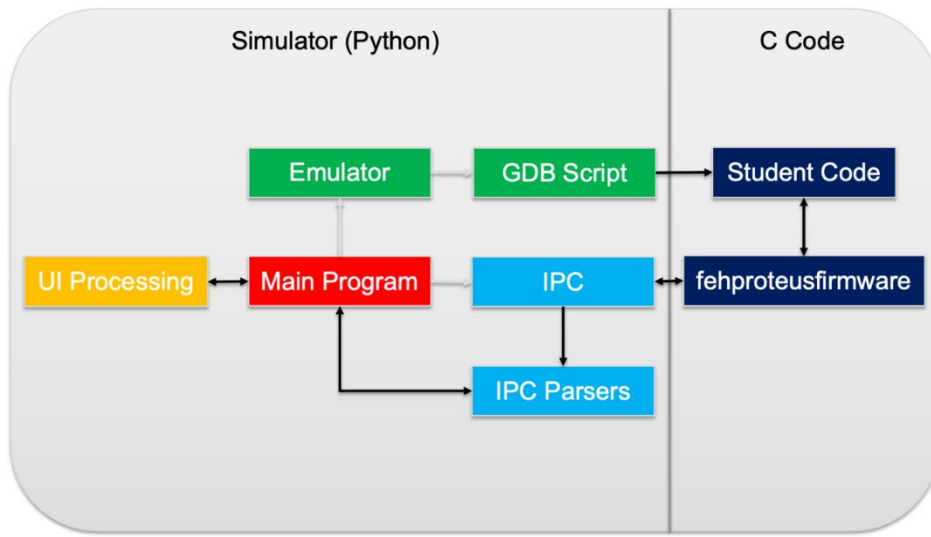 Simulator (Python)
C Code
Emulator
GDB Script
Student Code
UI Processing
Main Program
IPC
fehproteusfirmware
IPC Parsers